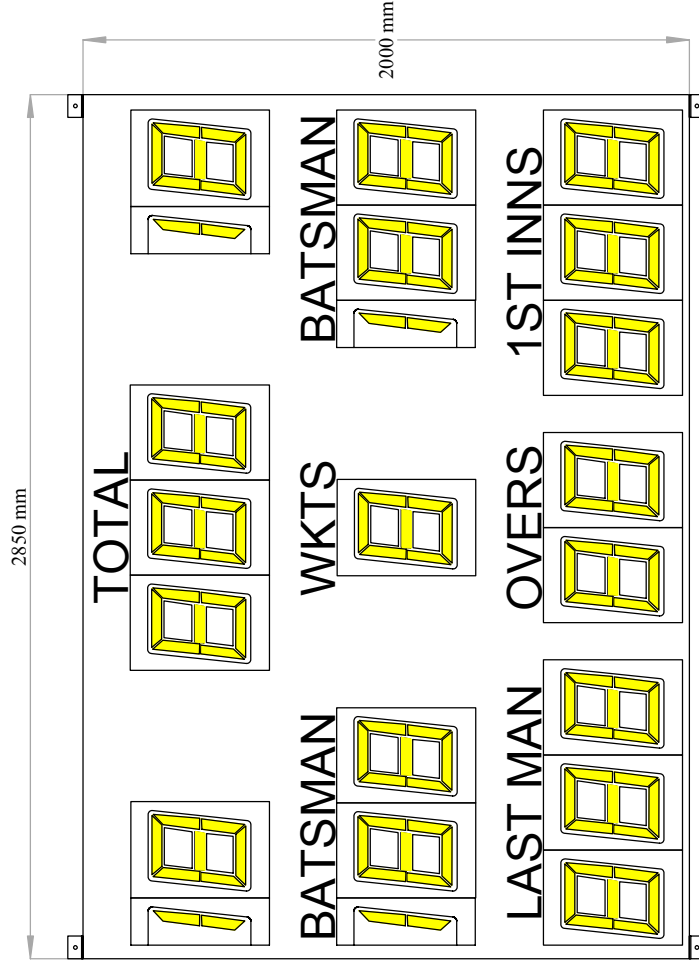 2850 mm
2000 mm
TOTAL
BATSMAN
WKTS
BATSMAN
LAST MAN
OVERS
1ST INNS